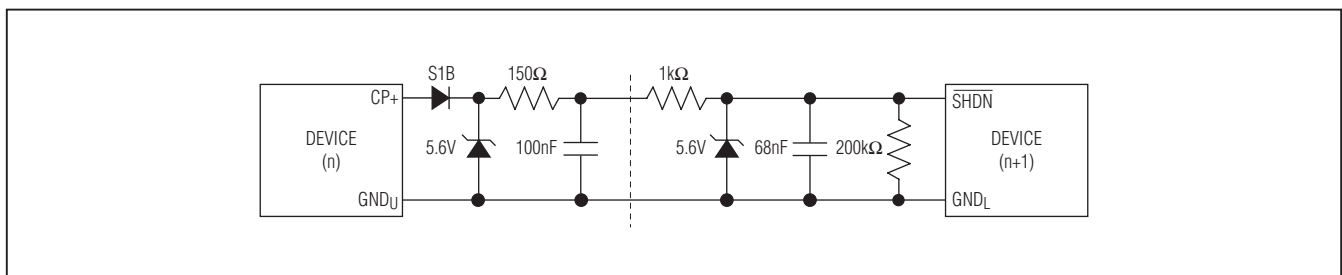 S1B
150Ω
1kΩ
CP+
SHDN
DEVICE
(n)
5.6V
100nF
5.6V
68nF
200kΩ
DEVICE
(n+1)
GNDU
GNDL